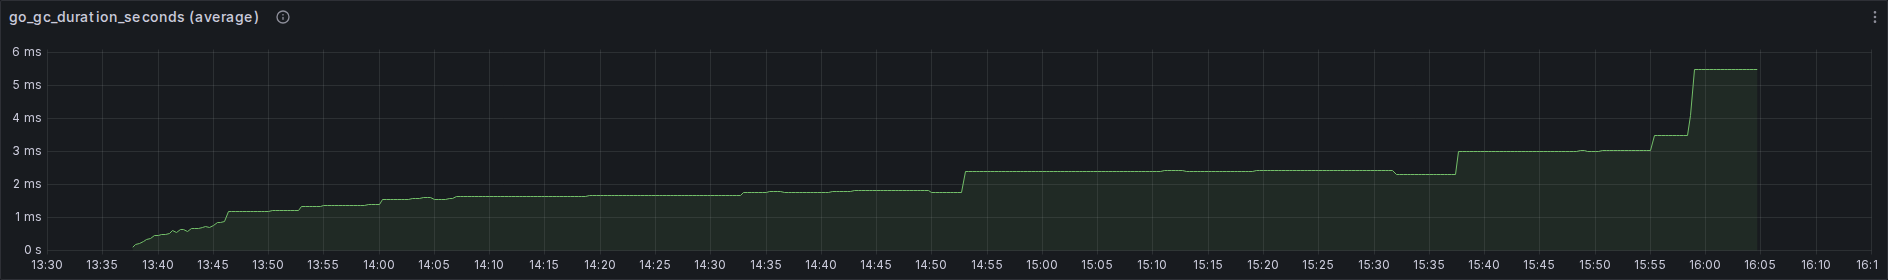 go_gc_duration_seconds (average)
6 ms
5 ms
4 ms
3 ms
2 ms
1 ms
0 s
13:30 13:35 13:40 13:45 13:50 13:55 14:00 14:05 14:10 14:15 14:20 14:25 14:30 14:35 14:40 14:45 14:50 14:55 15:00 15:05 15:10 15:15 15:20 15:25 15:30 15:35 15:40 15:45 15:50 15:55 16:00 16:05 16:10 16:1